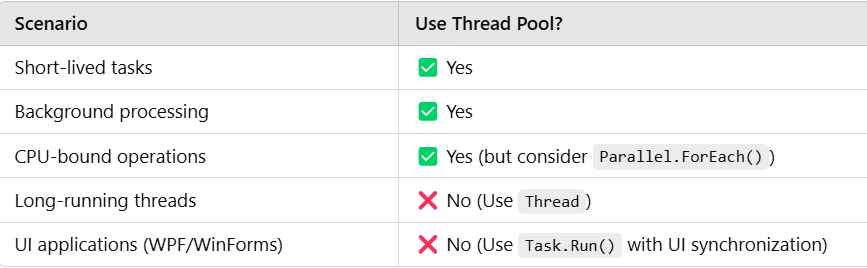 Scenario Use Thread Pool?
Short-lived tasks ✅ Yes
Background processing ✅ Yes
CPU-bound operations ✅ Yes (but consider Parallel.ForEach())
Long-running threads ❌ No (Use Thread)
UI applications (WPF/WinForms) ❌ No (Use Task.Run() with UI synchronization)